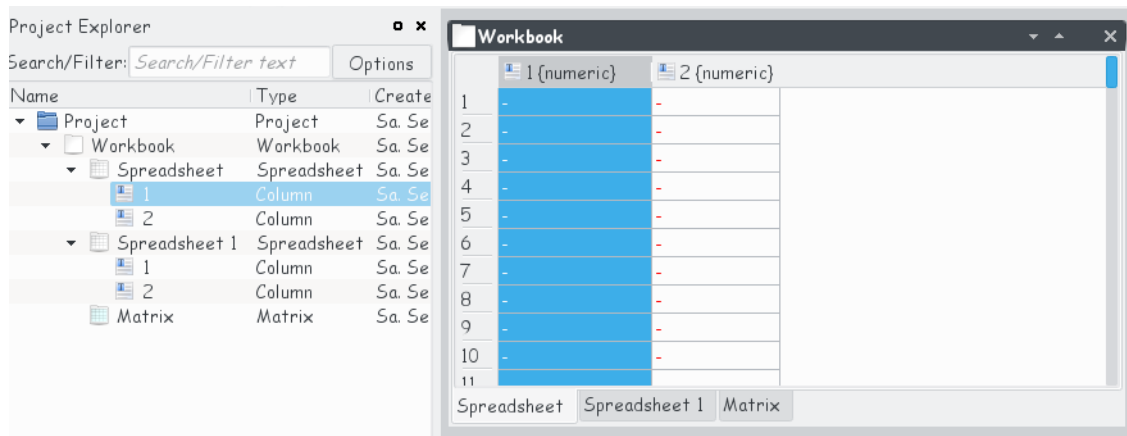 Project Explorer
Search/Filter: Search/Filter text Options
Name Type Create
Project Project Sa. Se
Workbook Workbook Sa. Se
Spreadsheet Spreadsheet Sa. Se
1 Column Sa. Se
2 Column Sa. Se
Spreadsheet 1 Spreadsheet Sa. Se
1 Column Sa. Se
2 Column Sa. Se
Matrix Matrix Sa. Se
Workbook
1 {numeric} 2 {numeric}
1 - -
2 - -
3 - -
4 - -
5 - -
6 - -
7 - -
8 - -
9 - -
10 - -
11
Spreadsheet Spreadsheet 1 Matrix